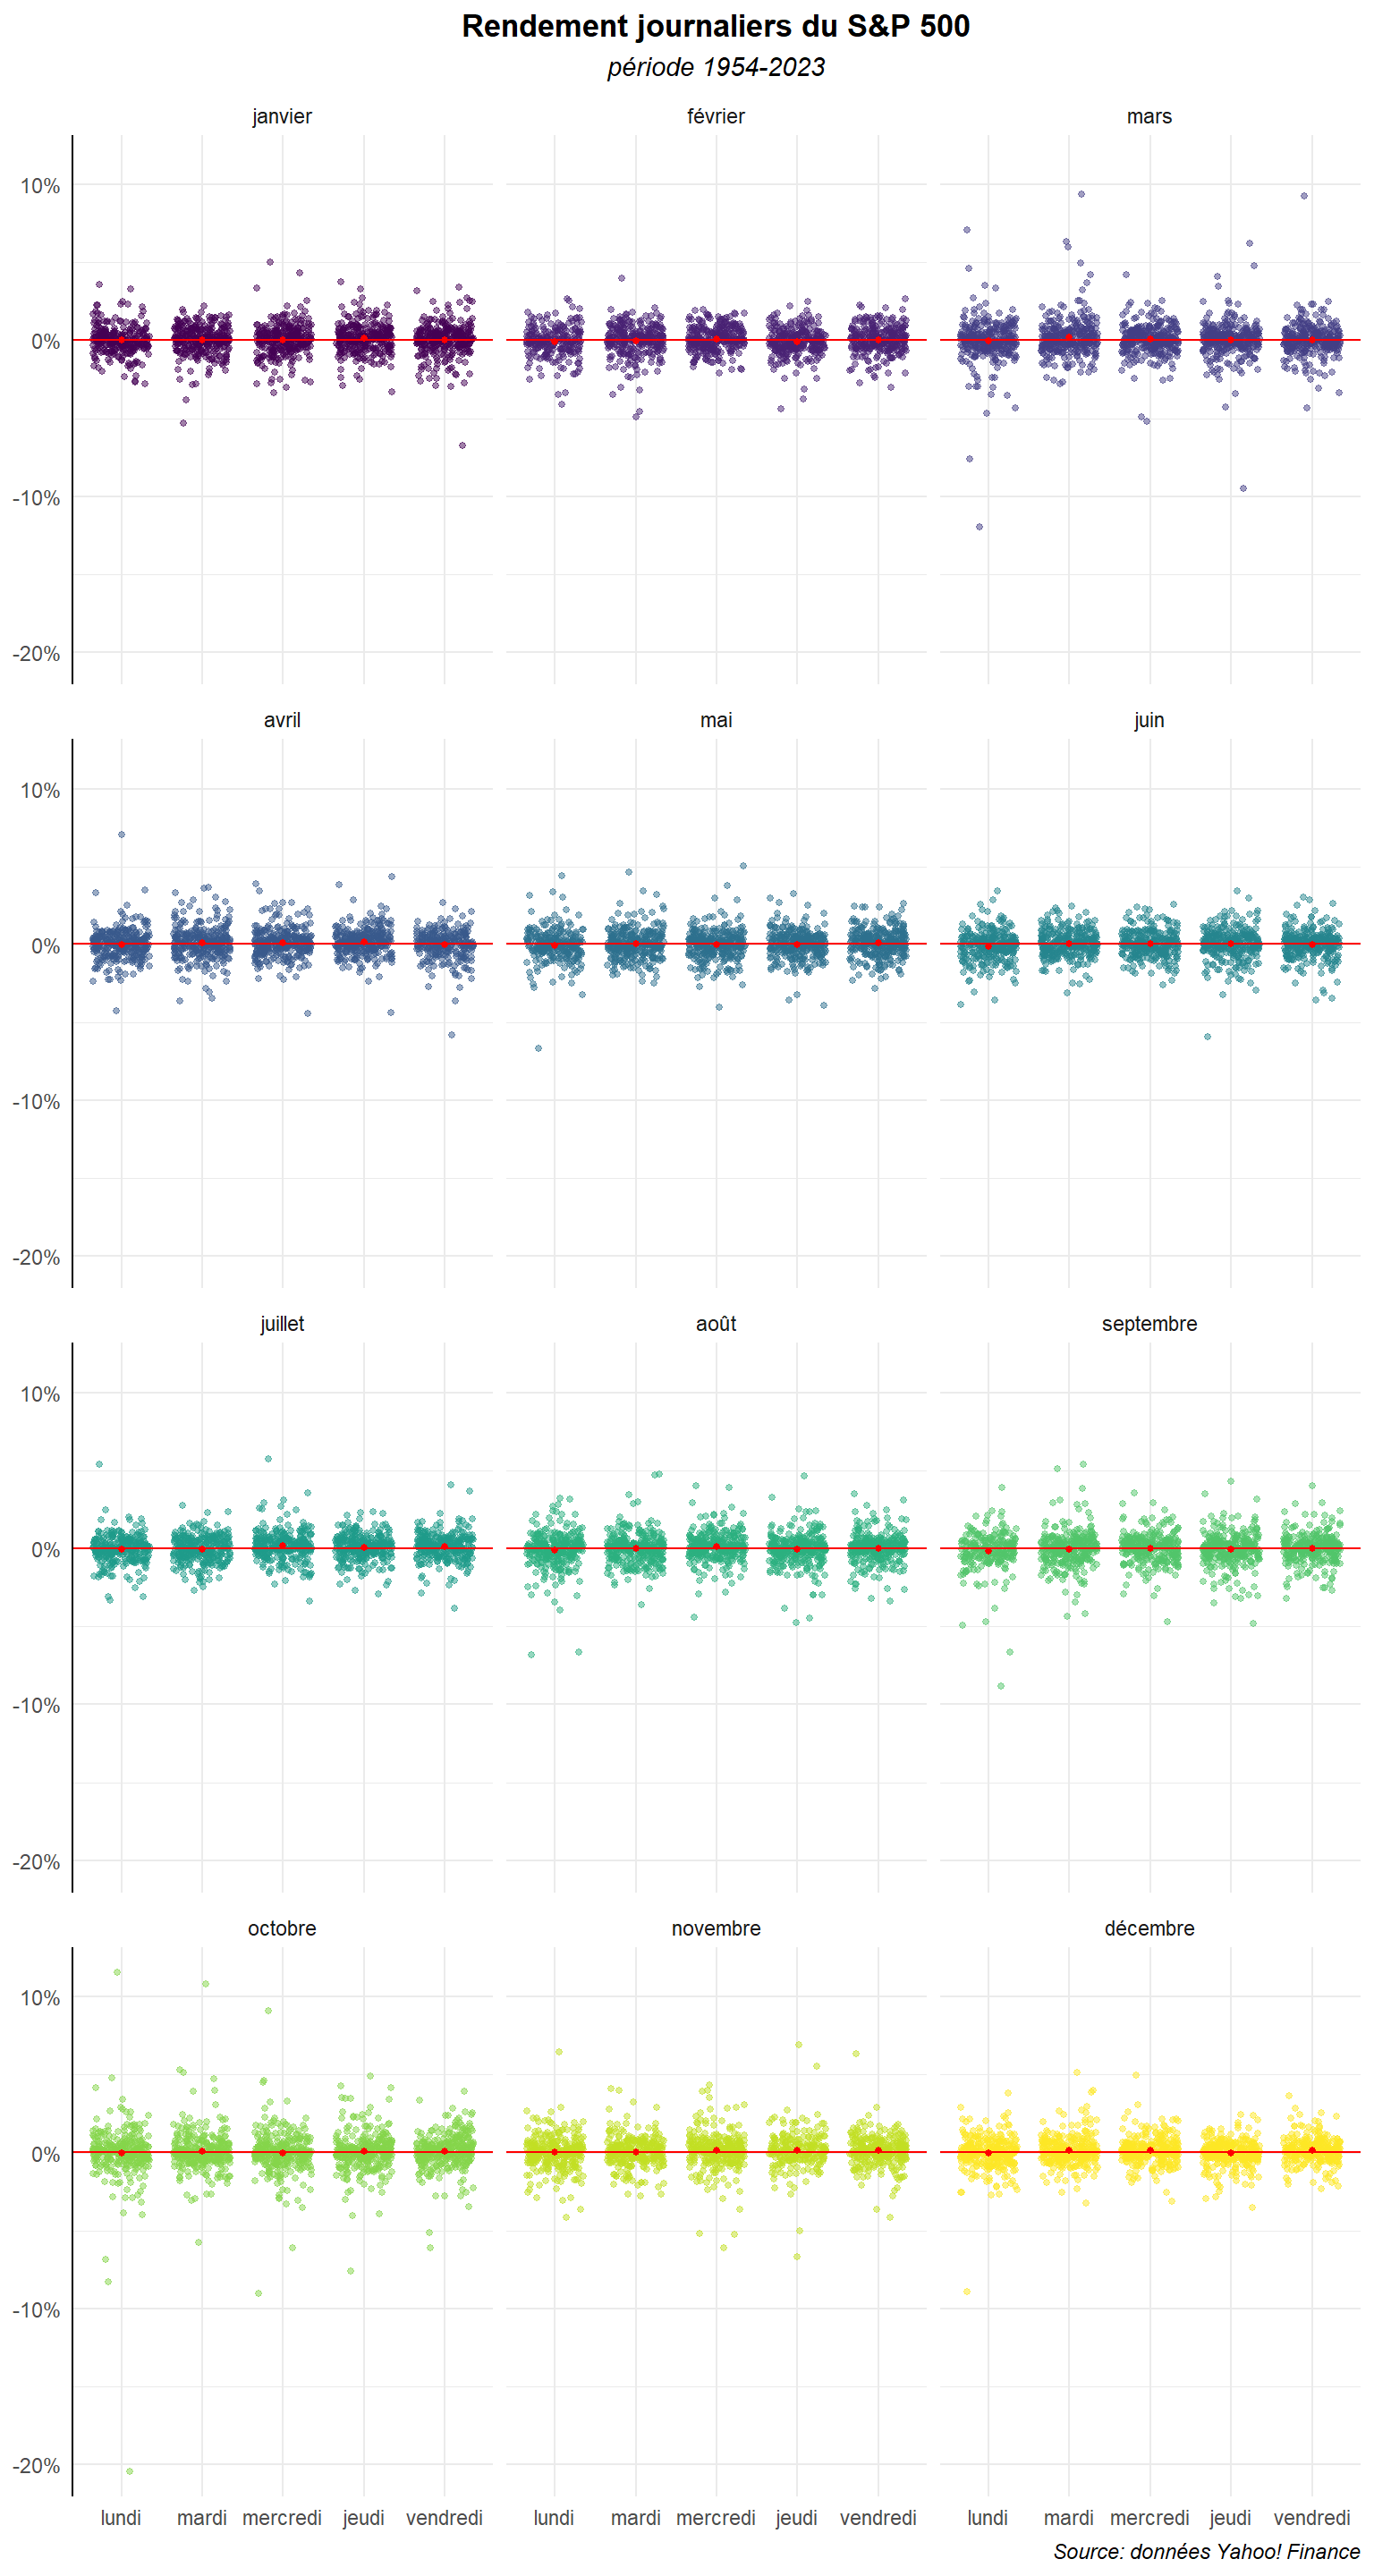 Rendement journaliers du S&P 500
période 1954-2023
janvier février mars
10%
0%
-10%
-20%
avril mai juin
10%
0%
-10%
-20%
juillet août septembre
10%
0%
-10%
-20%
octobre novembre décembre
10%
0%
-10%
-20%
lundi mardi mercredi jeudi vendredi lundi mardi mercredi jeudi vendredi lundi mardi mercredi jeudi vendredi
Source: données Yahoo! Finance